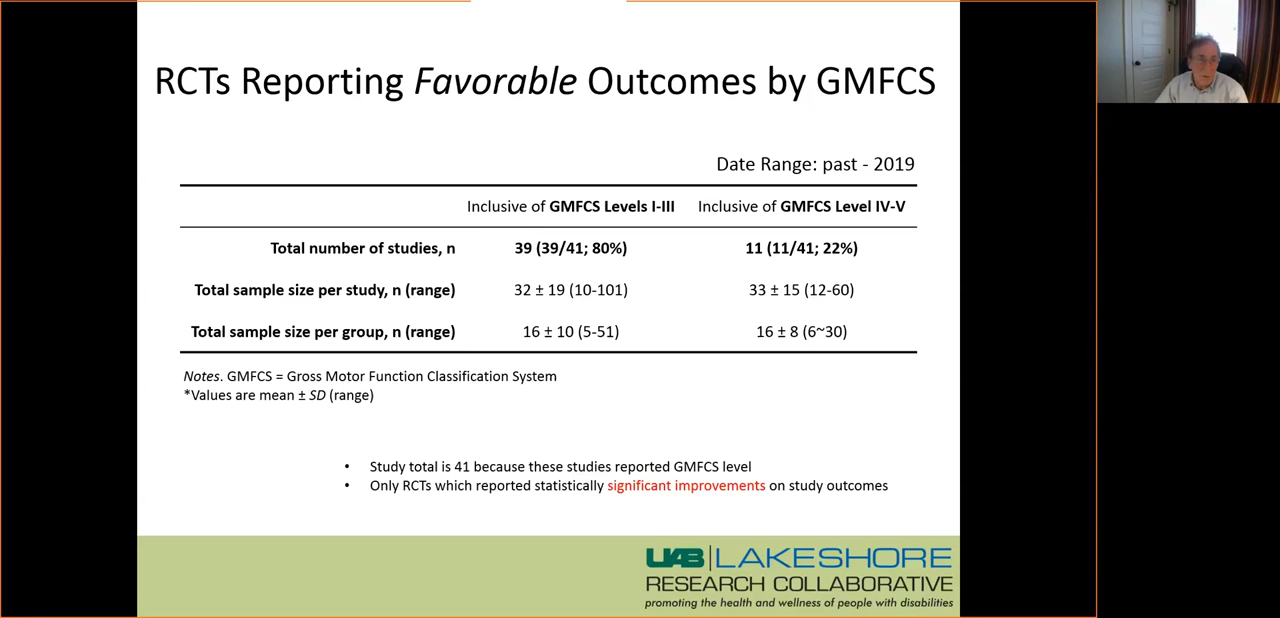 RCTs Reporting Favorable Outcomes by GMFCS
Date Range: past - 2019
Inclusive of GMFCS Levels I-III Inclusive of GMFCS Level IV-V
Total number of studies, n 39 (39/41; 80%) 11 (11/41; 22%)
Total sample size per study, n (range) 32 ± 19 (10-101) 33 ± 15 (12-60)
Total sample size per group, n (range) 16 ± 10 (5-51) 16 ± 8 (6~30)
Notes. GMFCS = Gross Motor Function Classification System
*Values are mean ± SD (range)
• Study total is 41 because these studies reported GMFCS level
• Only RCTs which reported statistically significant improvements on study outcomes
UAB LAKESHORE
RESEARCH COLLABORATIVE
promoting the health and wellness of people with disabilities